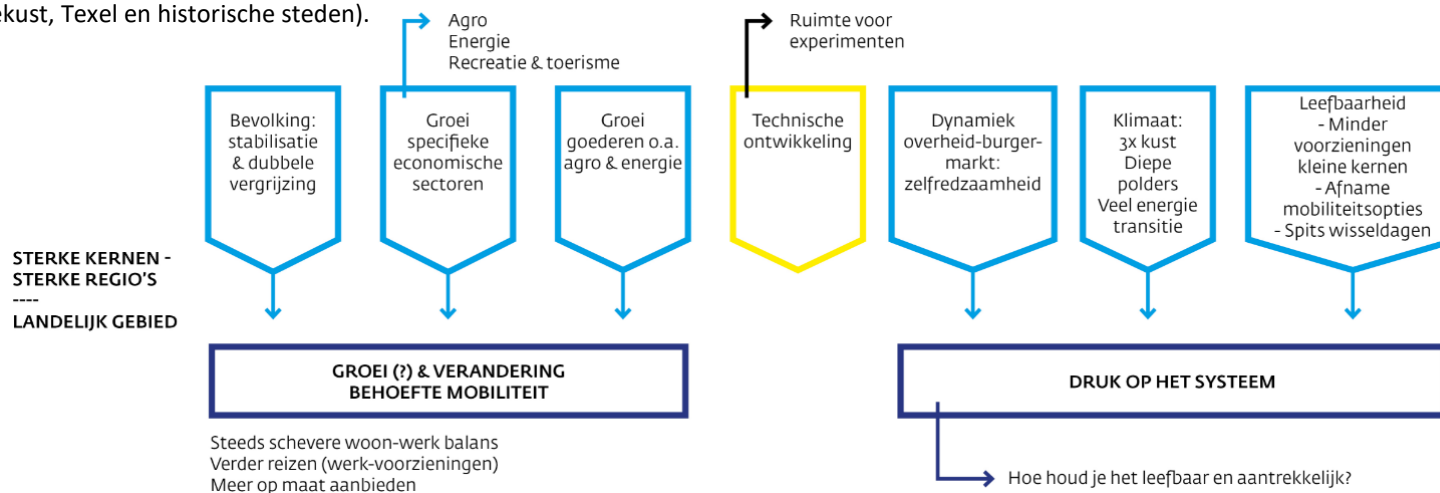 ekust, Texel en historische steden).
Agro
Energie
Recreatie & toerisme
Ruimte voor
experimenten
Bevolking:
stabilisatie
& dubbele
vergrijzing
Groei
specifieke
economische
sectoren
Groei
goederen o.a.
agro & energie
Technische
ontwikkeling
Dynamiek
overheid-burger-
markt:
zelfredzaamheid
Klimaat:
3x kust
Diepe
polders
Veel energie
transitie
Leefbaarheid
- Minder
voorzieningen
kleine kernen
- Afname
mobiliteitsopties
- Spits wisseldagen
STERKE KERNEN -
STERKE REGIO'S
----
LANDELIJK GEBIED
GROEI (?) & VERANDERING
BEHOEFTE MOBILITEIT
DRUK OP HET SYSTEEM
Steeds schevere woon-werk balans
Verder reizen (werk-voorzieningen)
Meer op maat aanbieden
Hoe houd je het leefbaar en aantrekkelijk?